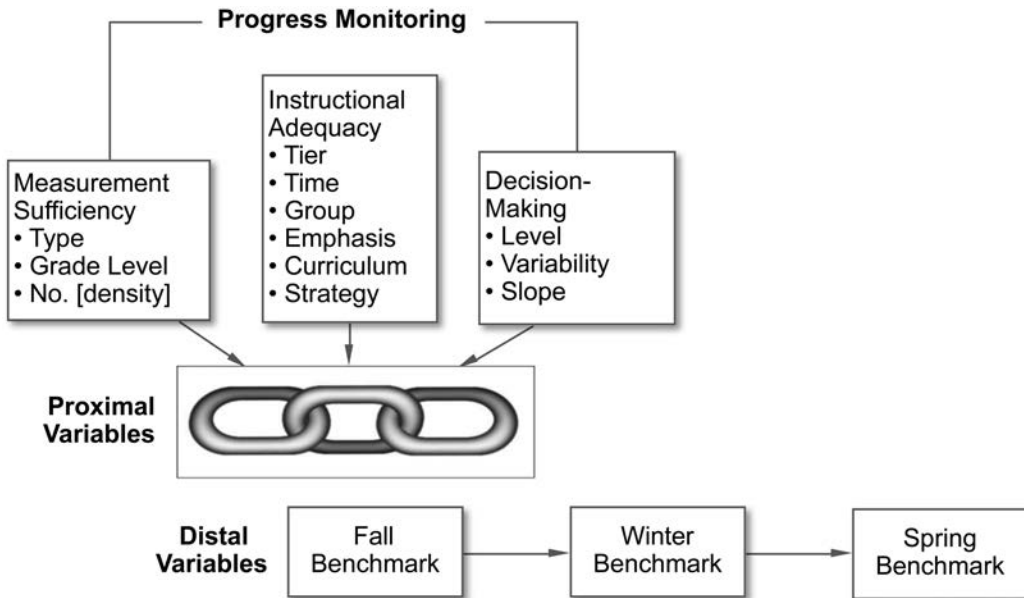 Progress Monitoring
Measurement
Sufficiency
• Type
• Grade Level
• No. [density]
Instructional
Adequacy
• Tier
• Time
• Group
• Emphasis
• Curriculum
• Strategy
Decision-
Making
• Level
• Variability
• Slope
Proximal
Variables
Distal
Variables
Fall
Benchmark
Winter
Benchmark
Spring
Benchmark